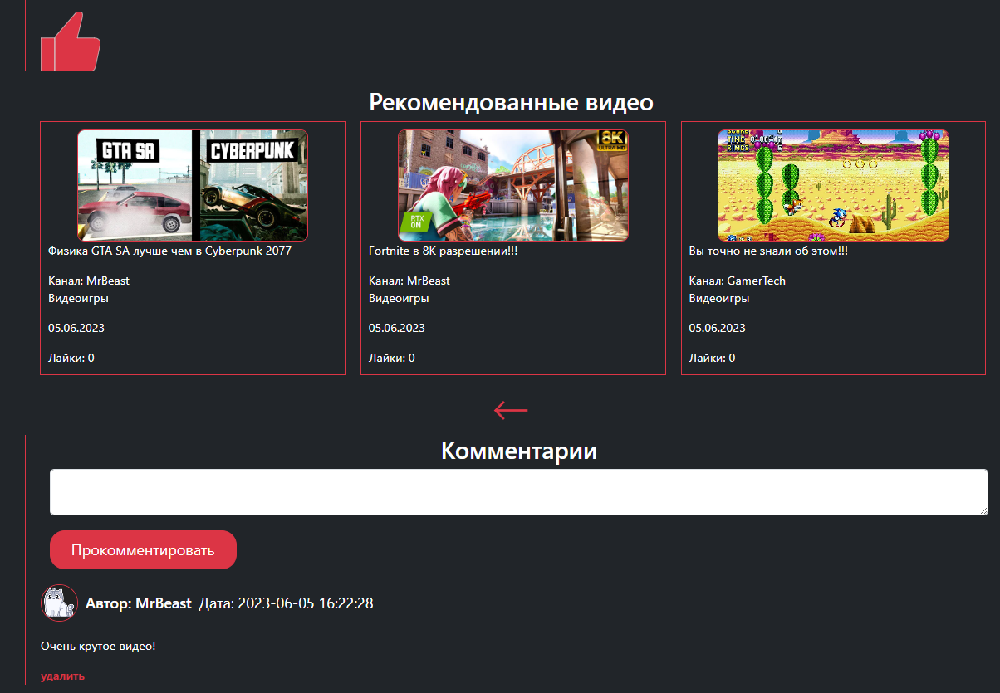 Рекомендованные видео
GTA SA
CYBERPUNK
8K
ULTRA HD
RTX
ON
TIME 0:06:47
RINGS 6
Физика GTA SA лучше чем в Cyberpunk 2077
Fortnite в 8K разрешении!!!
Вы точно не знали об этом!!!
Канал: MrBeast
Видеоигры
Канал: MrBeast
Видеоигры
Канал: GamerTech
Видеоигры
05.06.2023
05.06.2023
05.06.2023
Лайки: 0
Лайки: 0
Лайки: 0
Комментарии
Прокомментировать
Автор: MrBeast Дата: 2023-06-05 16:22:28
Очень крутое видео!
удалить